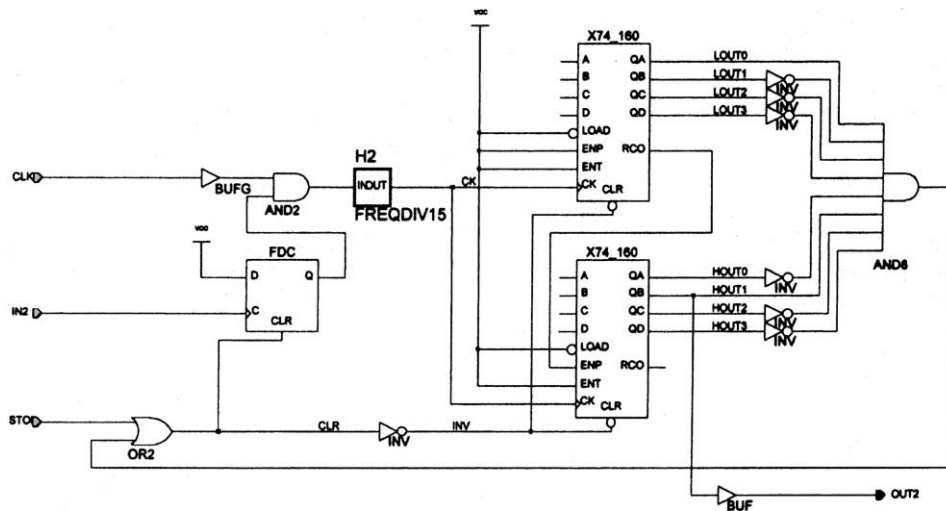 VCC
X74_160
A QA LOUT0
B QB LOUT1 INV
C QC LOUT2 INV
D QD LOUT3 INV
LOAD
ENP RCO
ENT
CK CLR
H2
INDUT
FREQDIV15
CK
CLK
BUFG
AND2
VCC
FDC
D Q
C
CLR
IN2
X74_160
A QA HOUT0 INV
B QB HOUT1
C QC HOUT2 INV
D QD HOUT3 INV
LOAD
ENP RCO
ENT
CK CLR
AND8
STO
OR2
CLR
INV
INV
BUF
OUT2